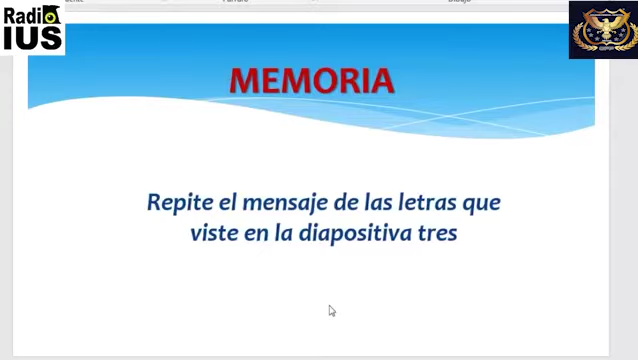 Radio
IUS
MEMORIA
Repite el mensaje de las letras que
viste en la diapositiva tres